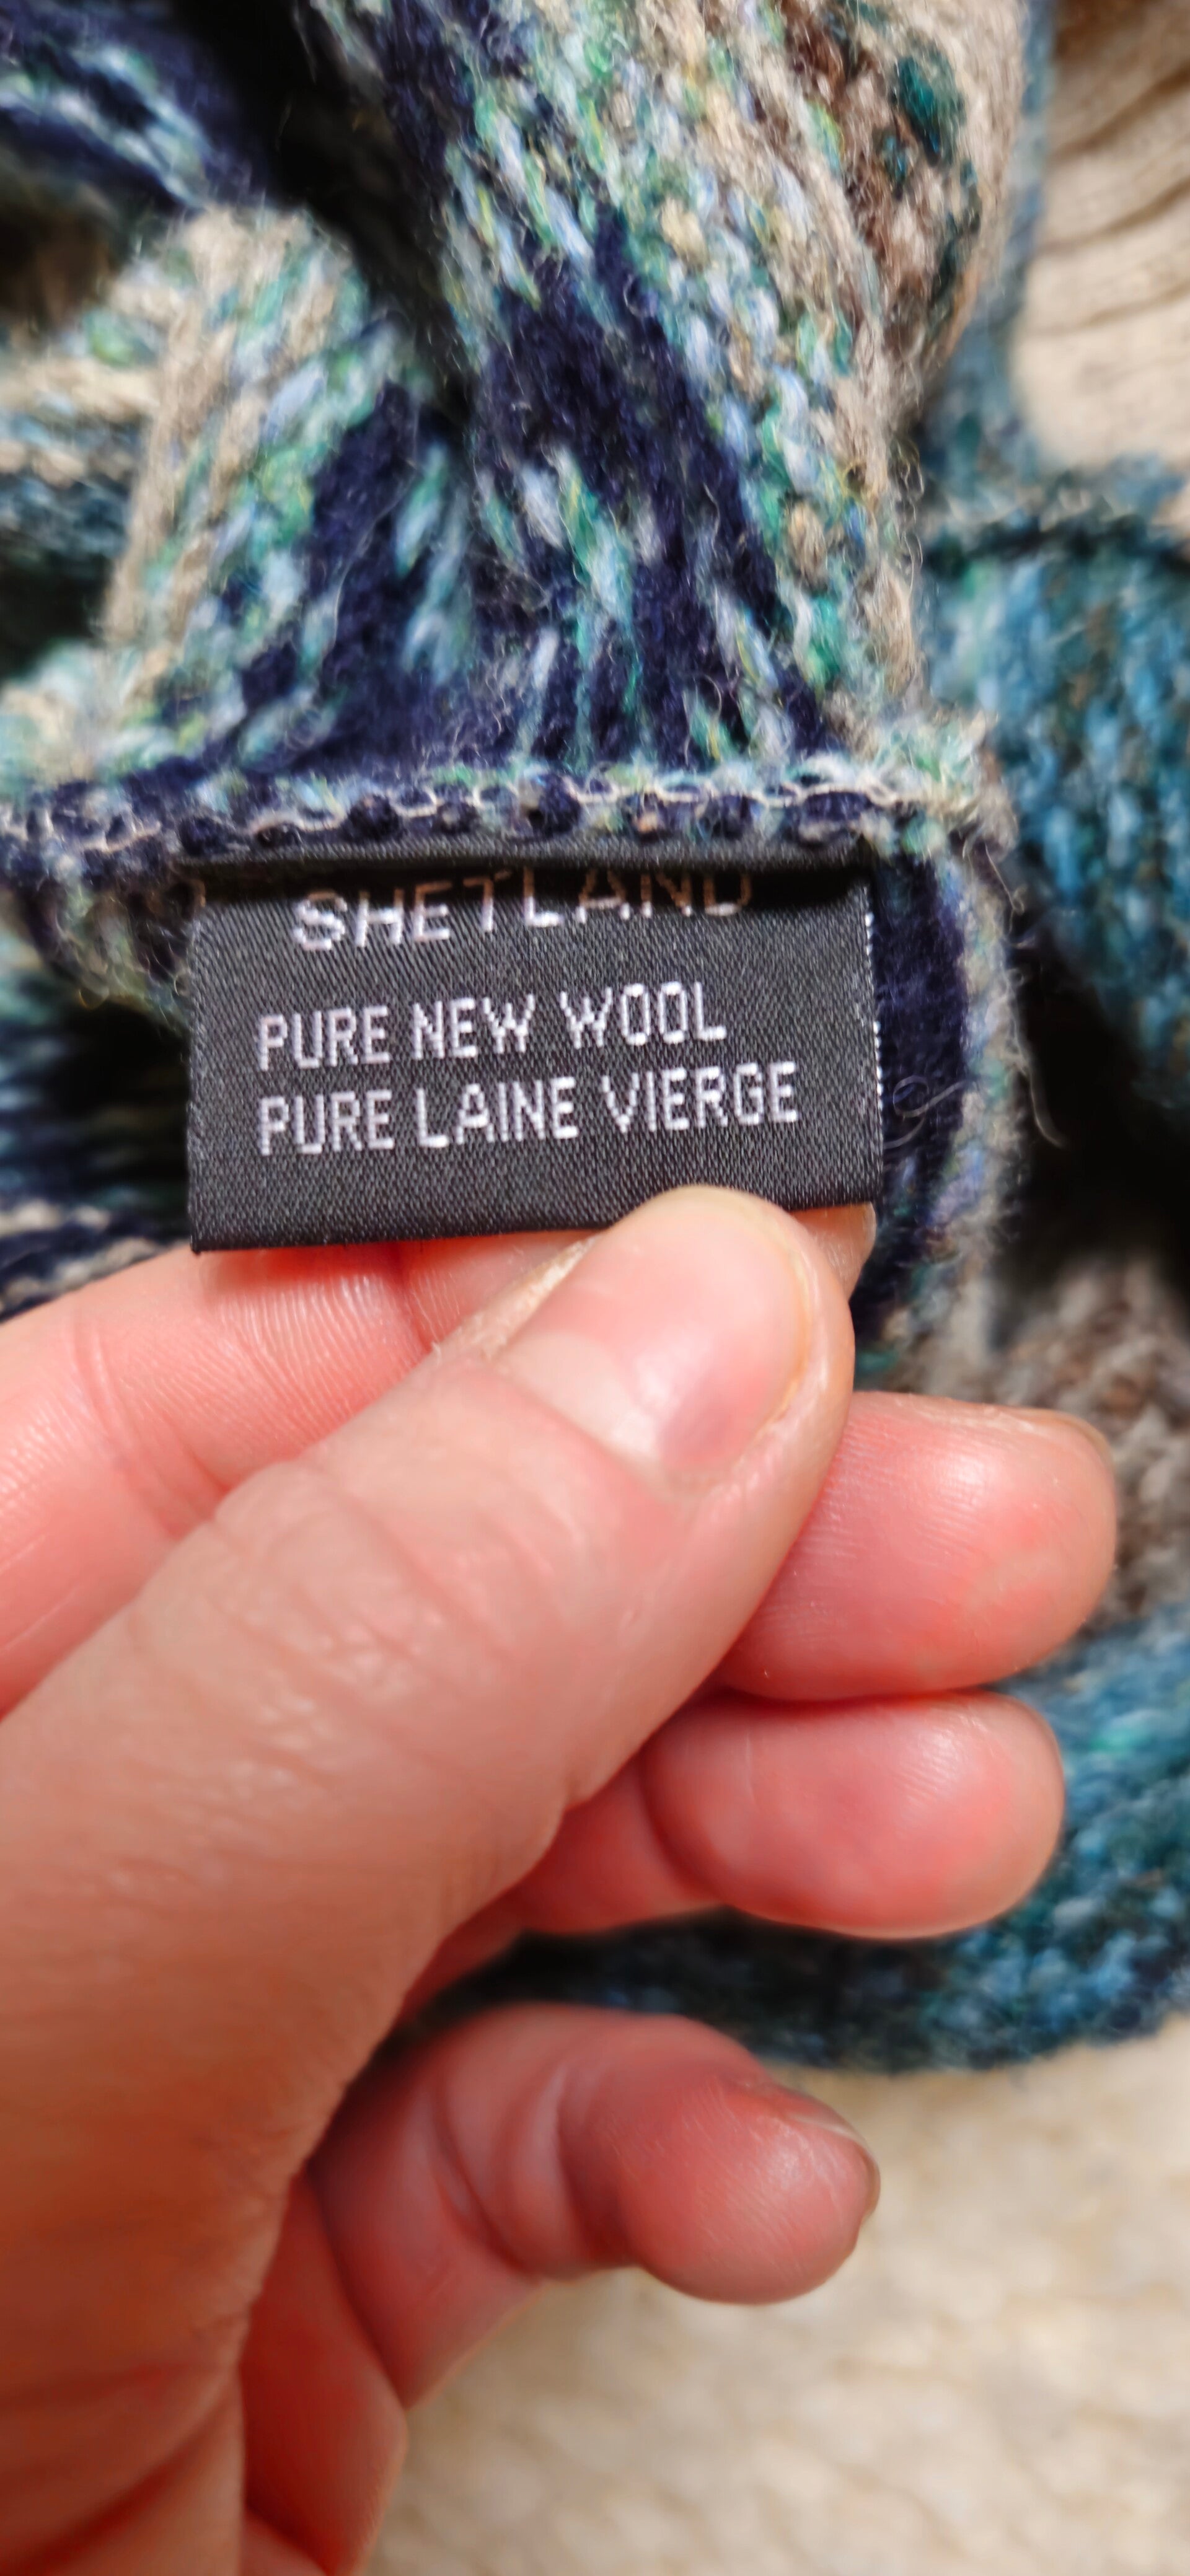 SHETLAND
PURE NEW WOOL
PURE LAINE VIERGE